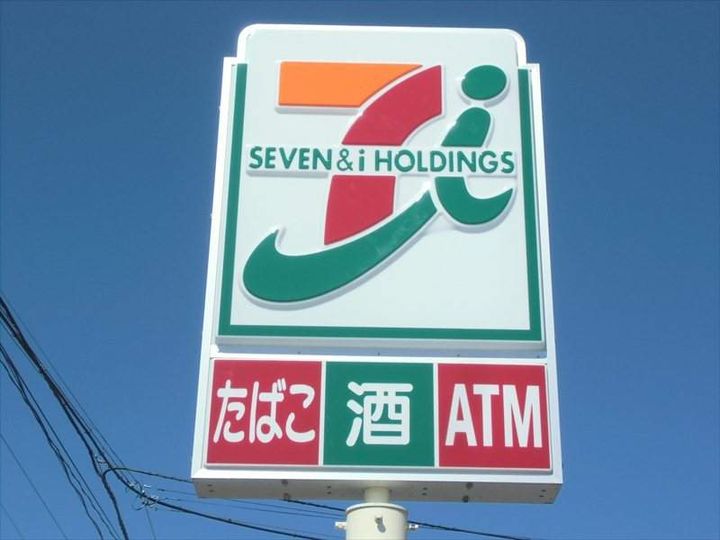 SEVEN & i HOLDINGS
たばこ 酒 ATM